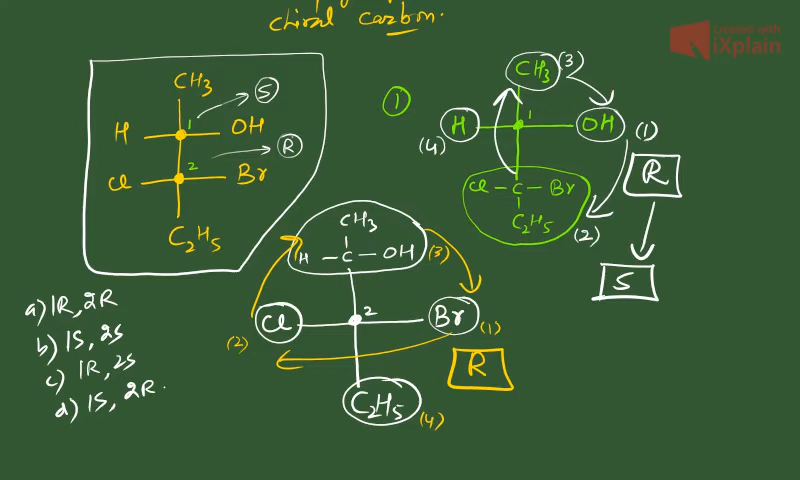 chiral carbon.
created with
iXplain
CH3
H 1 OH
S
Cl 2 Br
R
C2H5
①
CH3 (3)
H 1 OH (1)
(4)
Cl – C – Br
C2H5
(2)
R
S
CH3
H – C – OH (3)
Cl 2 Br
(2) (1)
R
C2H5 (4)
a) 1R, 2R
b) 1S, 2S
c) 1R, 2S
d) 1S, 2R.